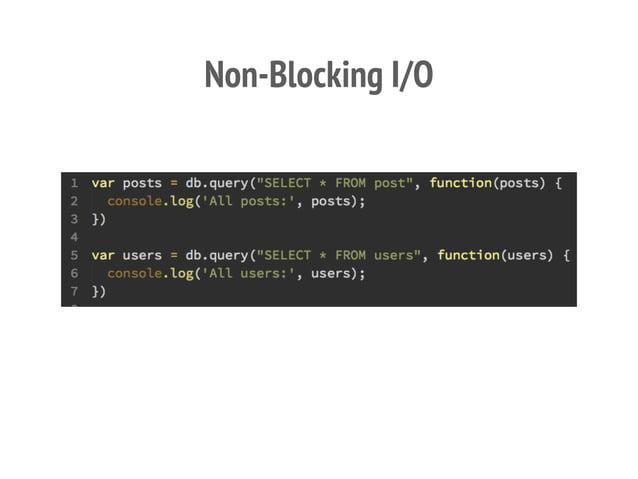 Non-Blocking I/O
1 var posts = db.query("SELECT * FROM post", function(posts) {
2   console.log('All posts:', posts);
3 })
4
5 var users = db.query("SELECT * FROM users", function(users) {
6   console.log('All users:', users);
7 })